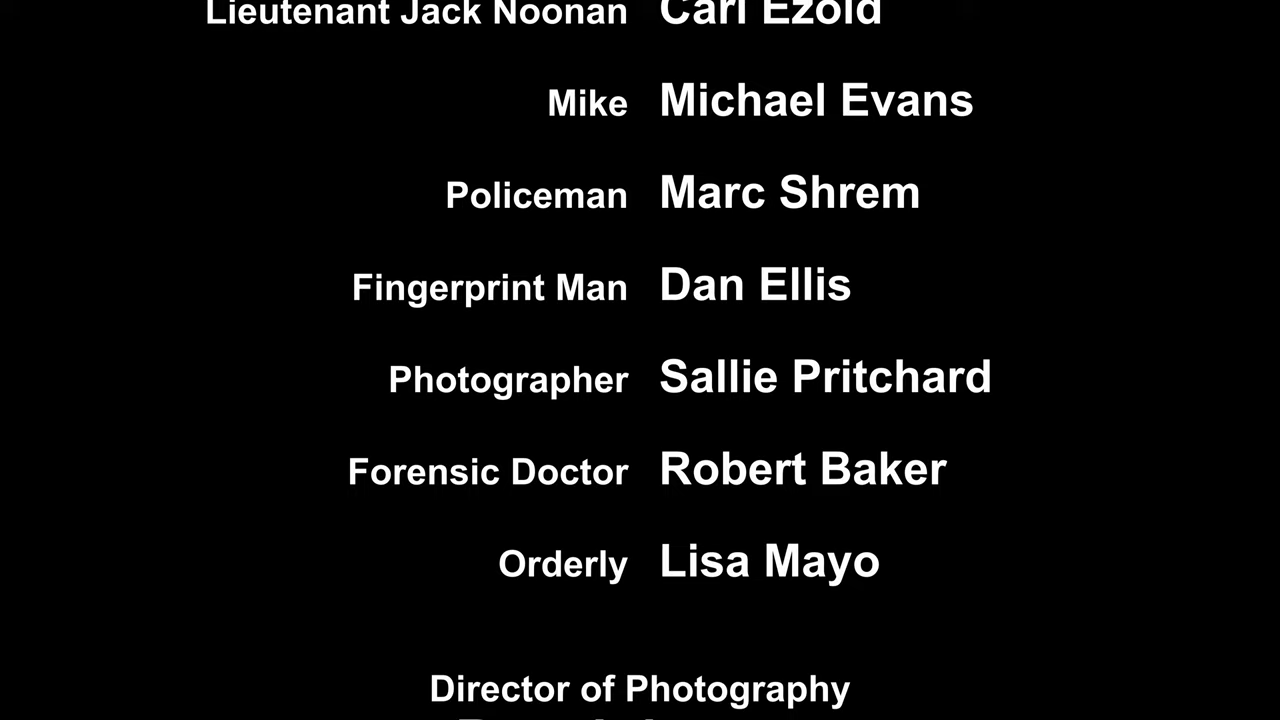 Lieutenant Jack Noonan Carl Ezold
Mike Michael Evans
Policeman Marc Shrem
Fingerprint Man Dan Ellis
Photographer Sallie Pritchard
Forensic Doctor Robert Baker
Orderly Lisa Mayo
Director of Photography